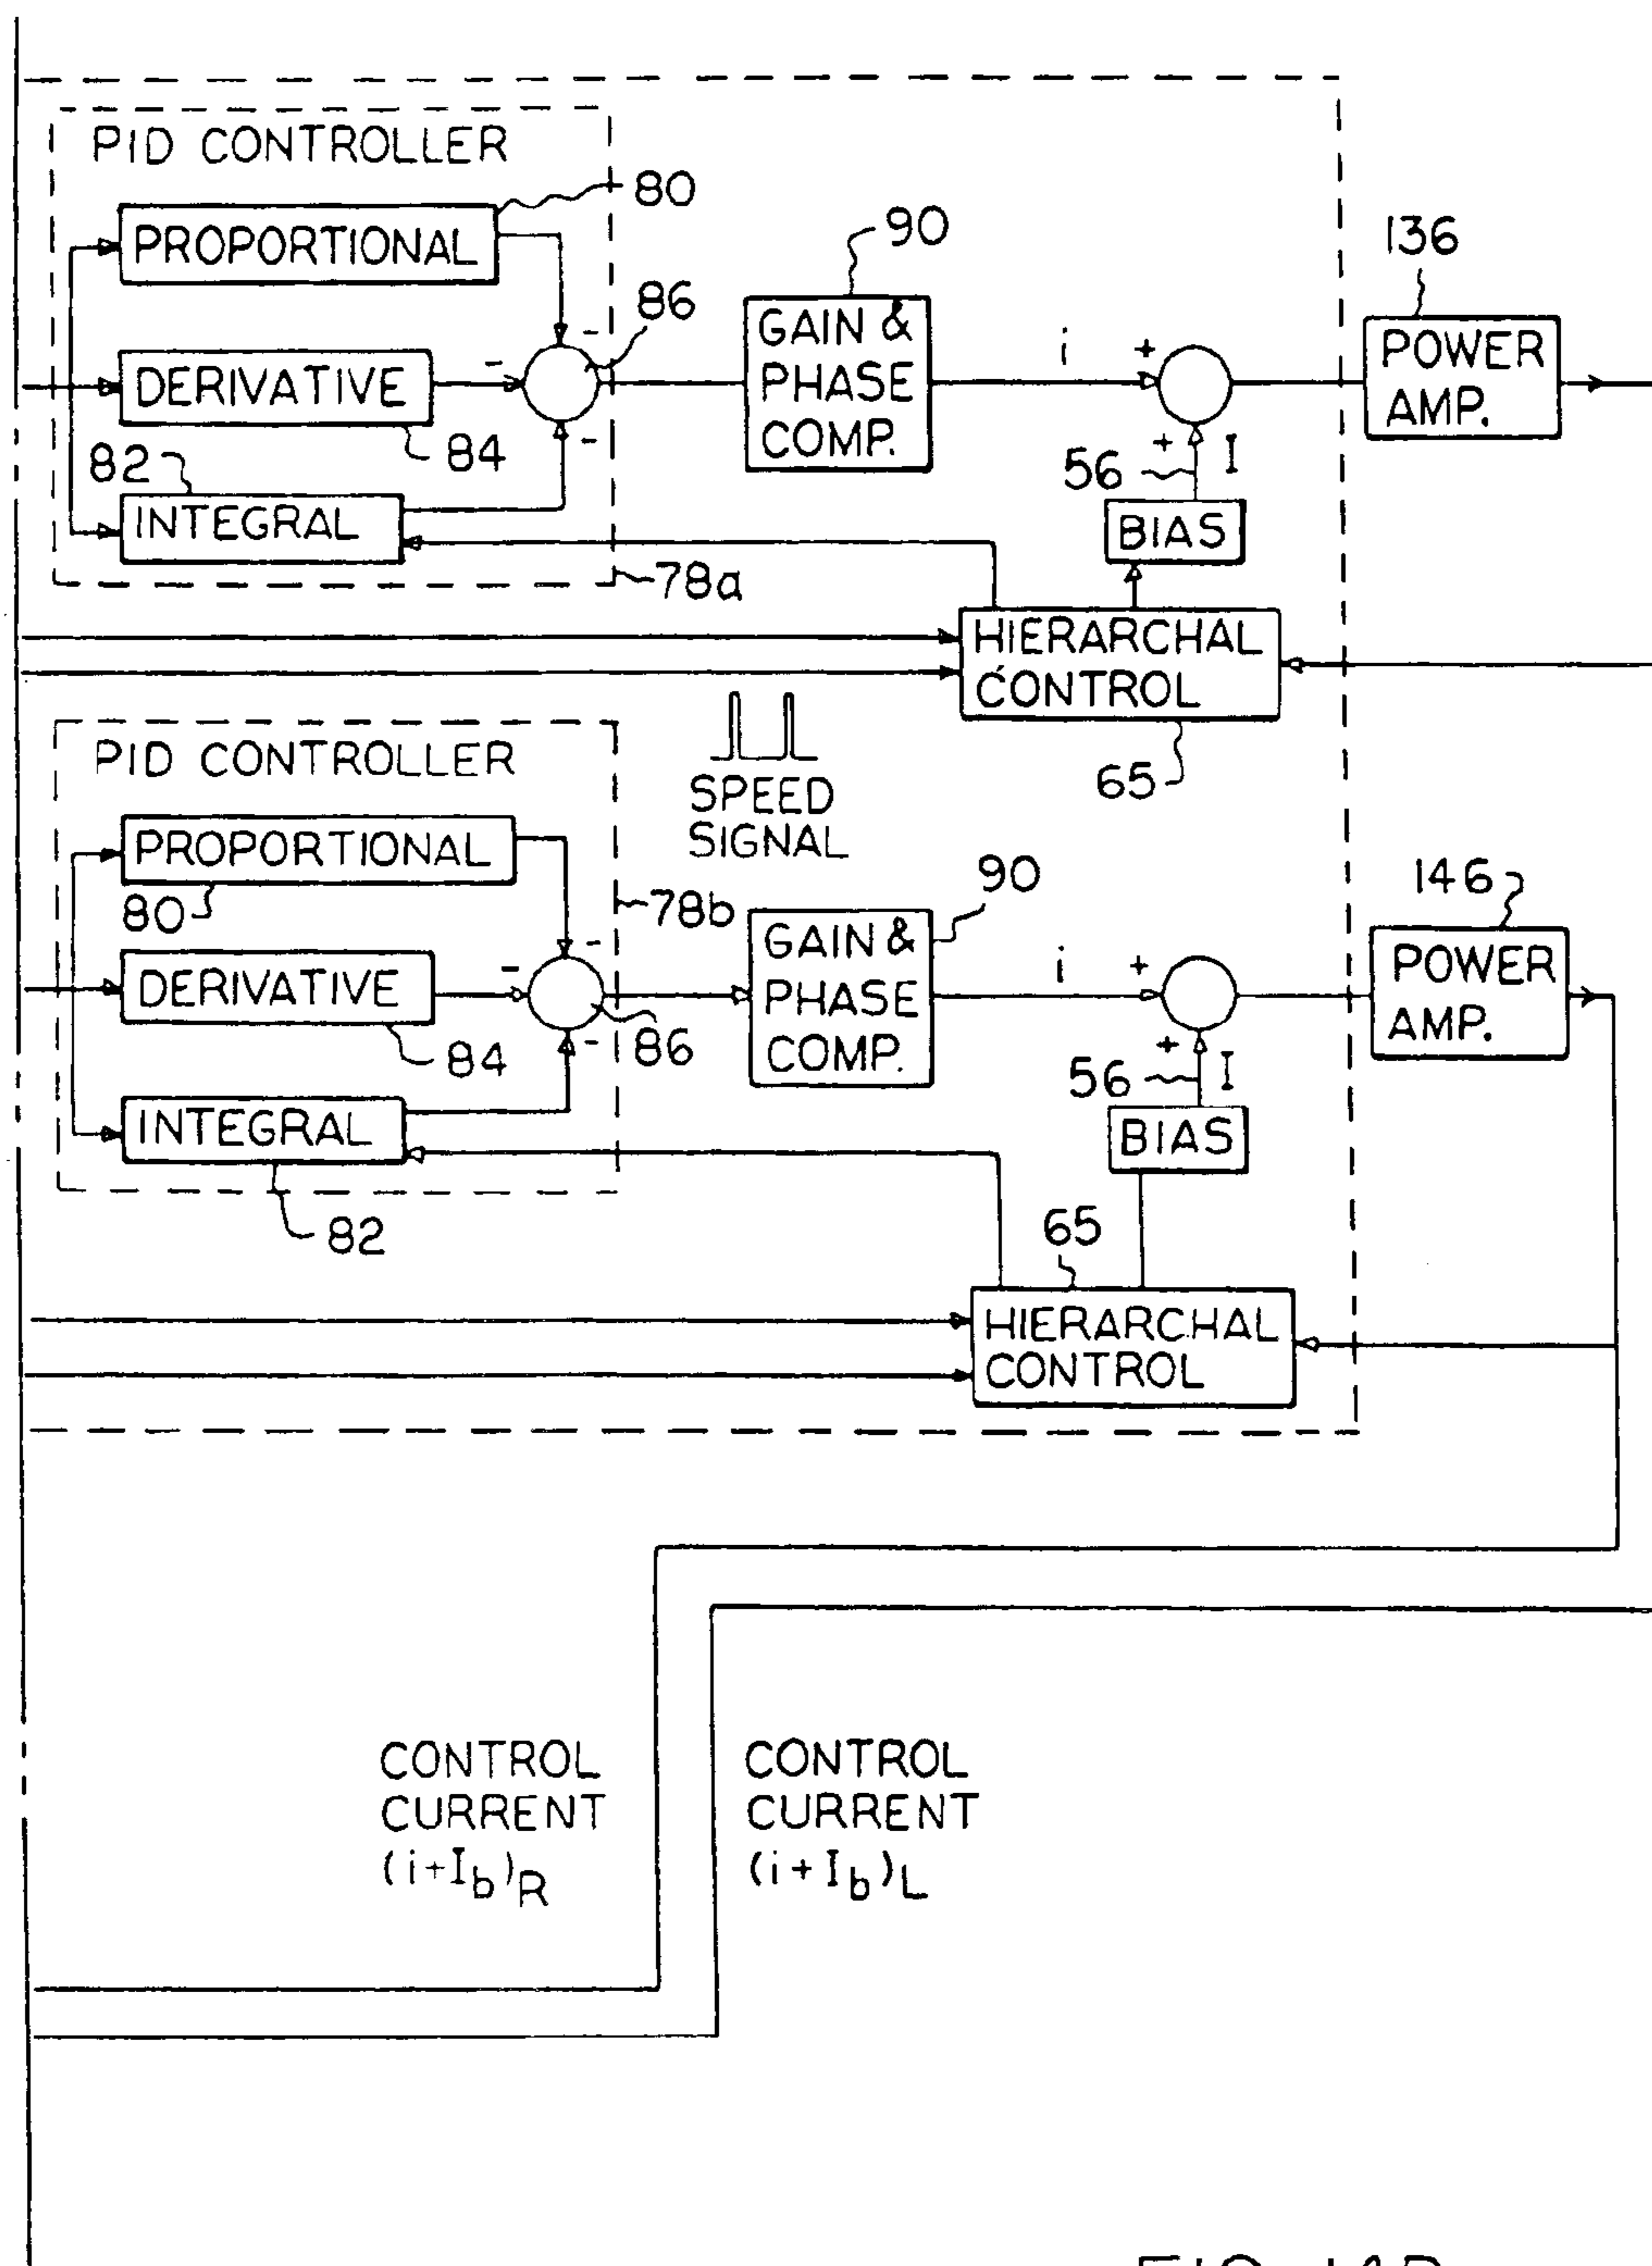 PID CONTROLLER
80
PROPORTIONAL
90
136
86
GAIN &
PHASE
COMP.
i
+
POWER
AMP.
-
-
-
DERIVATIVE
84
82
INTEGRAL
+
56
I
BIAS
78a
HIERARCHAL
CONTROL
65
SPEED
SIGNAL
PID CONTROLLER
PROPORTIONAL
80
78b
90
146
GAIN &
PHASE
COMP.
i
+
POWER
AMP.
-
-
-
DERIVATIVE
84
86
+
56
I
BIAS
INTEGRAL
82
65
HIERARCHAL
CONTROL
CONTROL
CURRENT
(i+Ib)R
CONTROL
CURRENT
(i+Ib)L